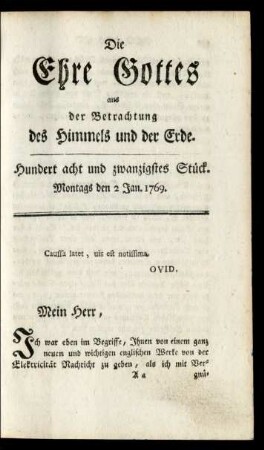 Die
Ehre Gottes
aus
der Betrachtung
des Himmels und der Erde.
Hundert acht und zwanzigstes Stück.
Montags den 2 Jan. 1769.
Caussa latet, uis est notissima.
OVID.
Mein Herr,
Ich war eben im Begriffe, Ihnen von einem ganz
neuen und wichtigen englischen Werke von der
Elektricität Nachricht zu geben, als ich mit Ver-
A a
gnü-